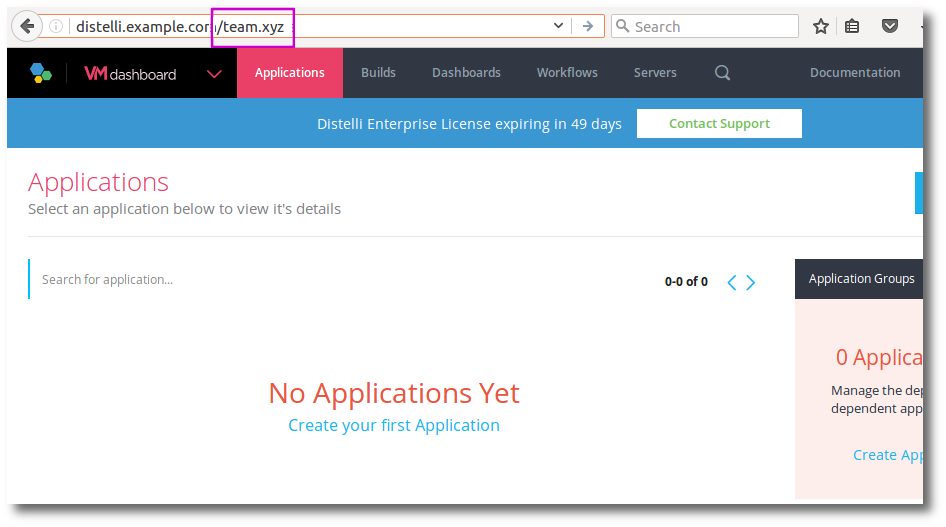 distelli.example.com/team.xyz
Search
VM dashboard
Applications
Builds
Dashboards
Workflows
Servers
Documentation
Distelli Enterprise License expiring in 49 days
Contact Support
Applications
Select an application below to view it's details
Search for application...
0-0 of 0
Application Groups
No Applications Yet
Create your first Application
0 Applica
Manage the dep
dependent app
Create App